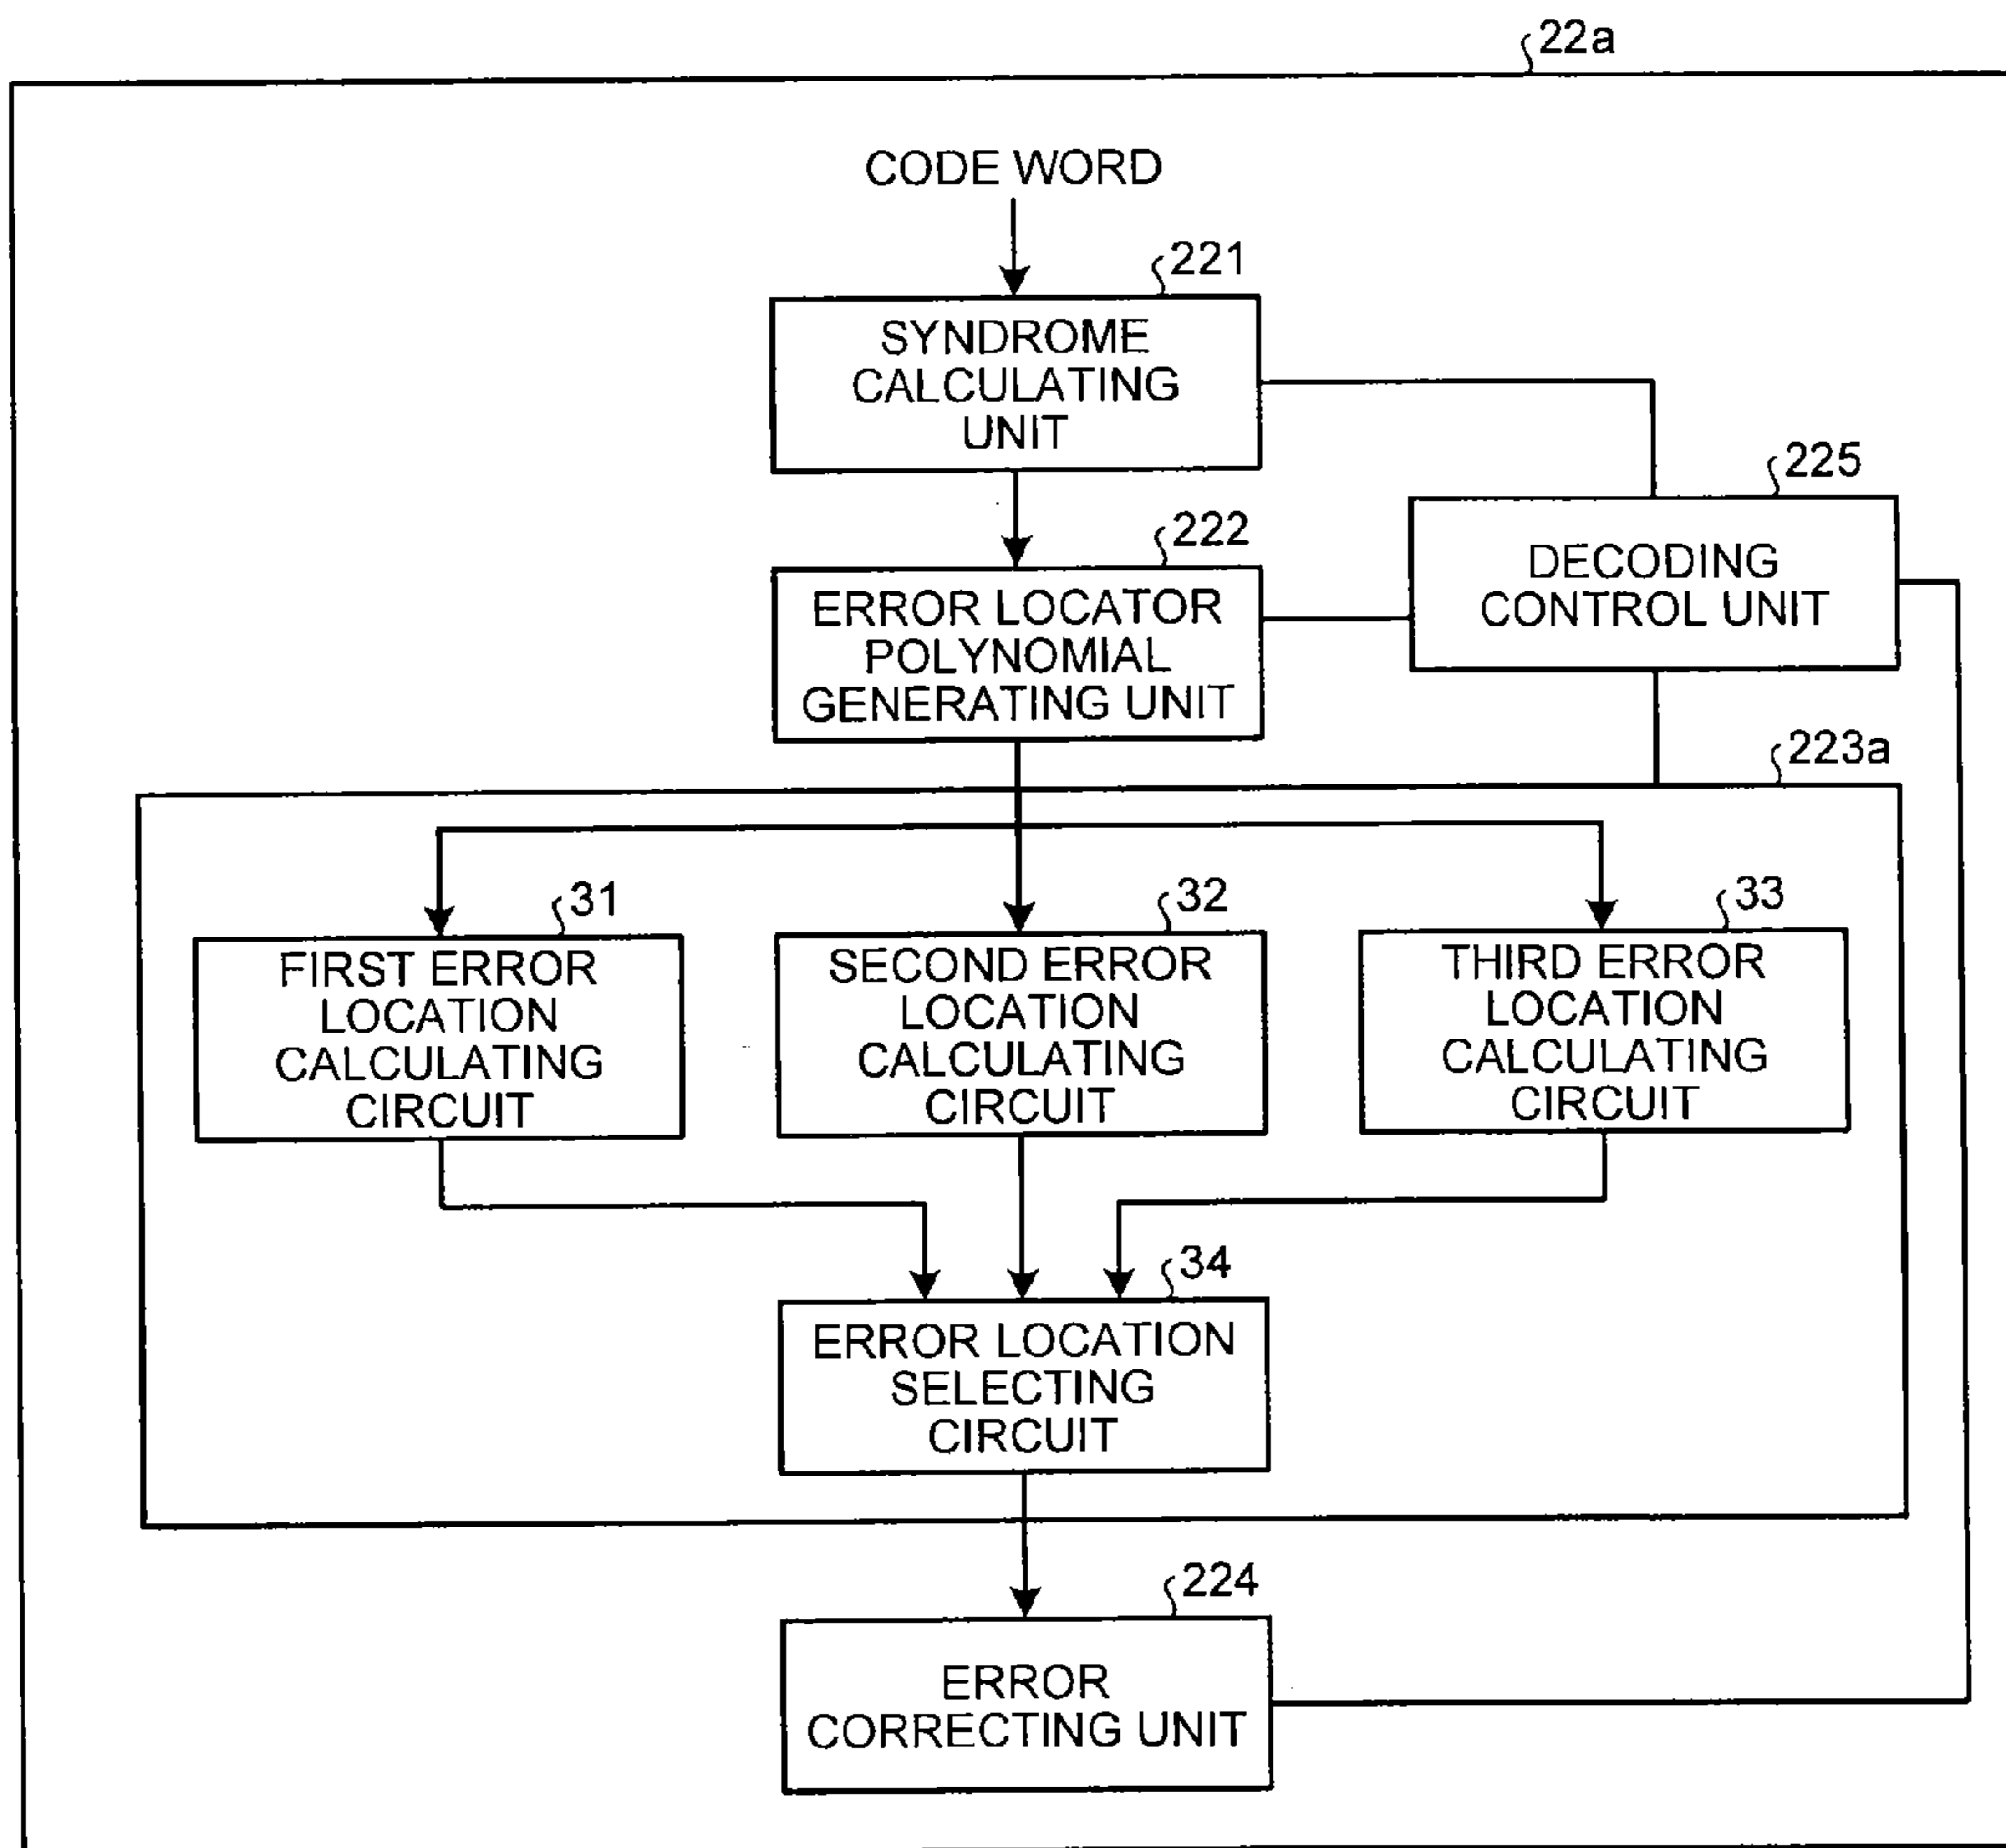 22a
CODE WORD
221
SYNDROME
CALCULATING
UNIT
225
DECODING
CONTROL UNIT
222
ERROR LOCATOR
POLYNOMIAL
GENERATING UNIT
223a
31
FIRST ERROR
LOCATION
CALCULATING
CIRCUIT
32
SECOND ERROR
LOCATION
CALCULATING
CIRCUIT
33
THIRD ERROR
LOCATION
CALCULATING
CIRCUIT
34
ERROR LOCATION
SELECTING
CIRCUIT
224
ERROR
CORRECTING UNIT